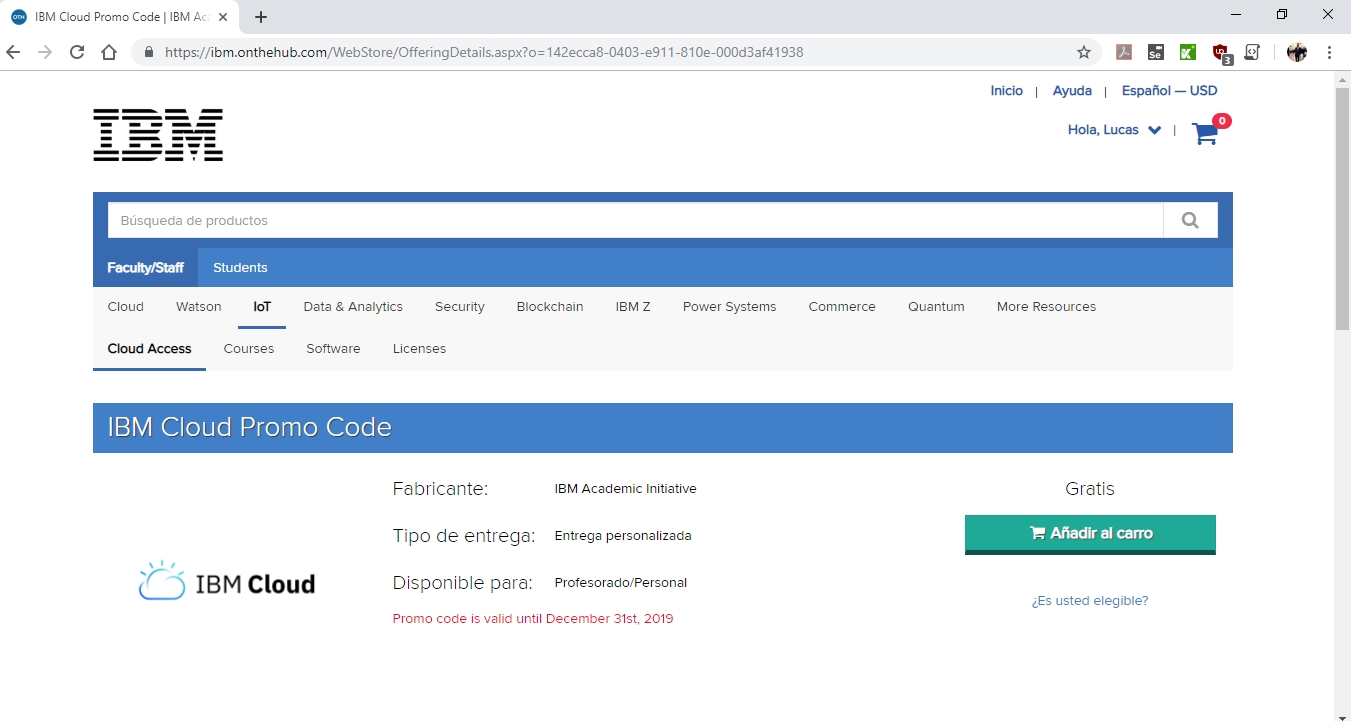 OTH IBM Cloud Promo Code | IBM Aca
https://ibm.onthehub.com/WebStore/OfferingDetails.aspx?o=142ecca8-0403-e911-810e-000d3af41938
Se
3
Inicio | Ayuda | Español — USD
IBM
Hola, Lucas | 0
Búsqueda de productos
Faculty/Staff Students
Cloud Watson IoT Data & Analytics Security Blockchain IBM Z Power Systems Commerce Quantum More Resources
Cloud Access Courses Software Licenses
IBM Cloud Promo Code
Fabricante: IBM Academic Initiative
Gratis
Añadir al carro
Tipo de entrega: Entrega personalizada
IBM Cloud
Disponible para: Profesorado/Personal
¿Es usted elegible?
Promo code is valid until December 31st, 2019